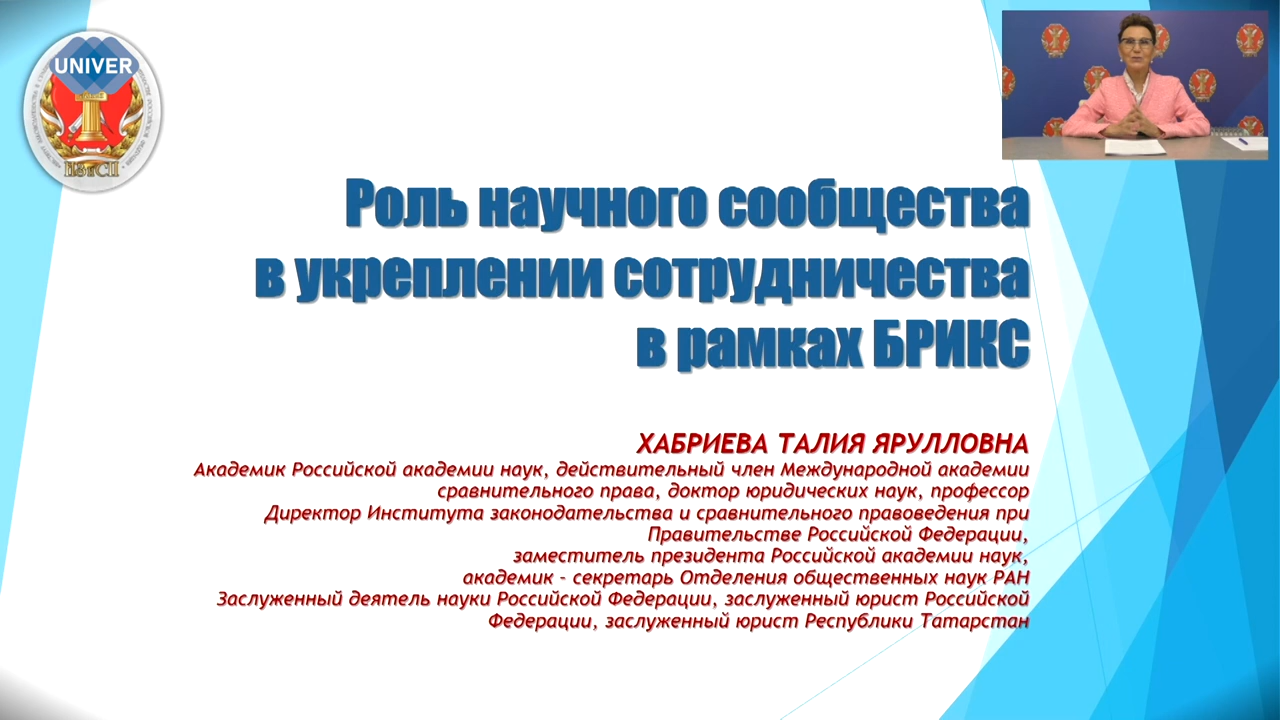 UNIVER
ИЗиСП
Роль научного сообщества
в укреплении сотрудничества
в рамках БРИКС
ХАБРИЕВА ТАЛИЯ ЯРУЛЛОВНА
Академик Российской академии наук, действительный член Международной академии
сравнительного права, доктор юридических наук, профессор
Директор Института законодательства и сравнительного правоведения при
Правительстве Российской Федерации,
заместитель президента Российской академии наук,
академик – секретарь Отделения общественных наук РАН
Заслуженный деятель науки Российской Федерации, заслуженный юрист Российской
Федерации, заслуженный юрист Республики Татарстан